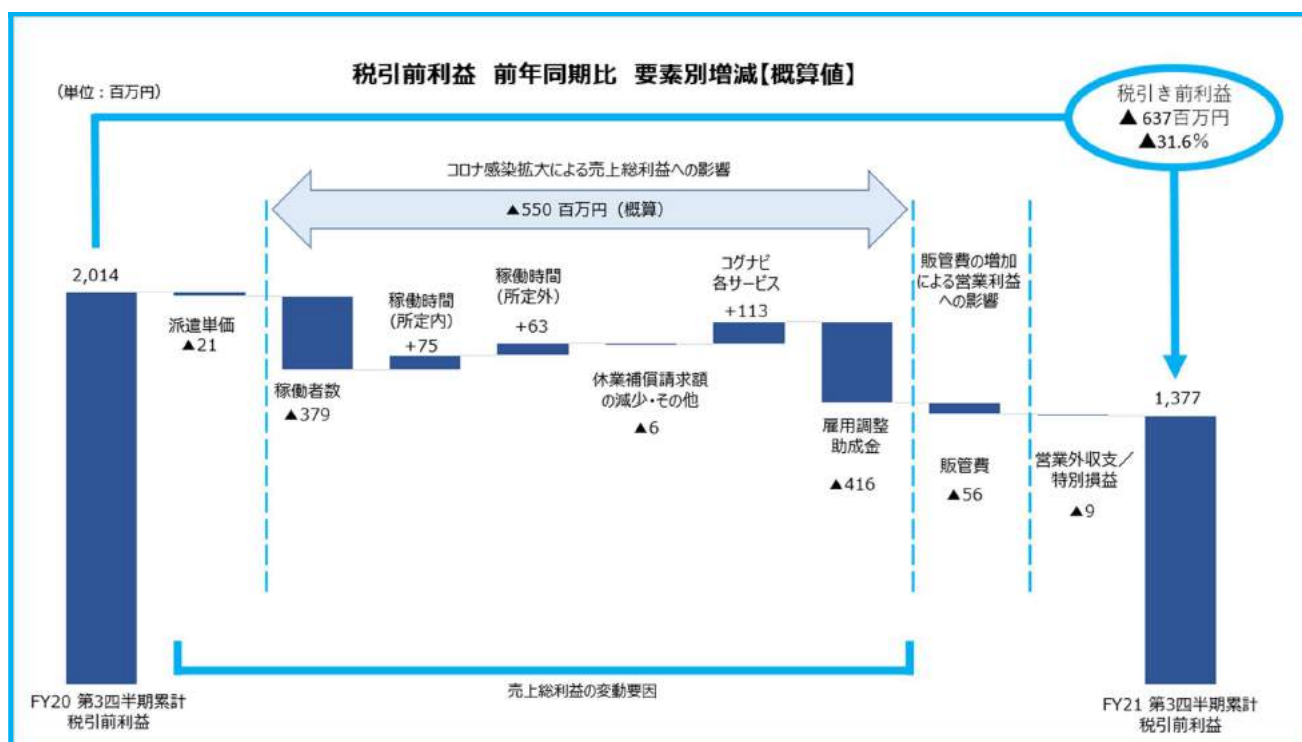 税引前利益 前年同期比 要素別増減【概算値】
(単位：百万円)
税引き前利益
▲ 637百万円
▲31.6％
コロナ感染拡大による売上総利益への影響
▲550 百万円（概算）
2,014
派遣単価
▲21
稼働者数
▲379
稼働時間
(所定内)
+75
稼働時間
(所定外)
+63
休業補償請求額
の減少・その他
▲6
コグナビ
各サービス
+113
雇用調整
助成金
▲416
販管費の増加
による営業利益
への影響
販管費
▲56
営業外収支／
特別損益
▲9
1,377
売上総利益の変動要因
FY20 第3四半期累計
税引前利益
FY21 第3四半期累計
税引前利益